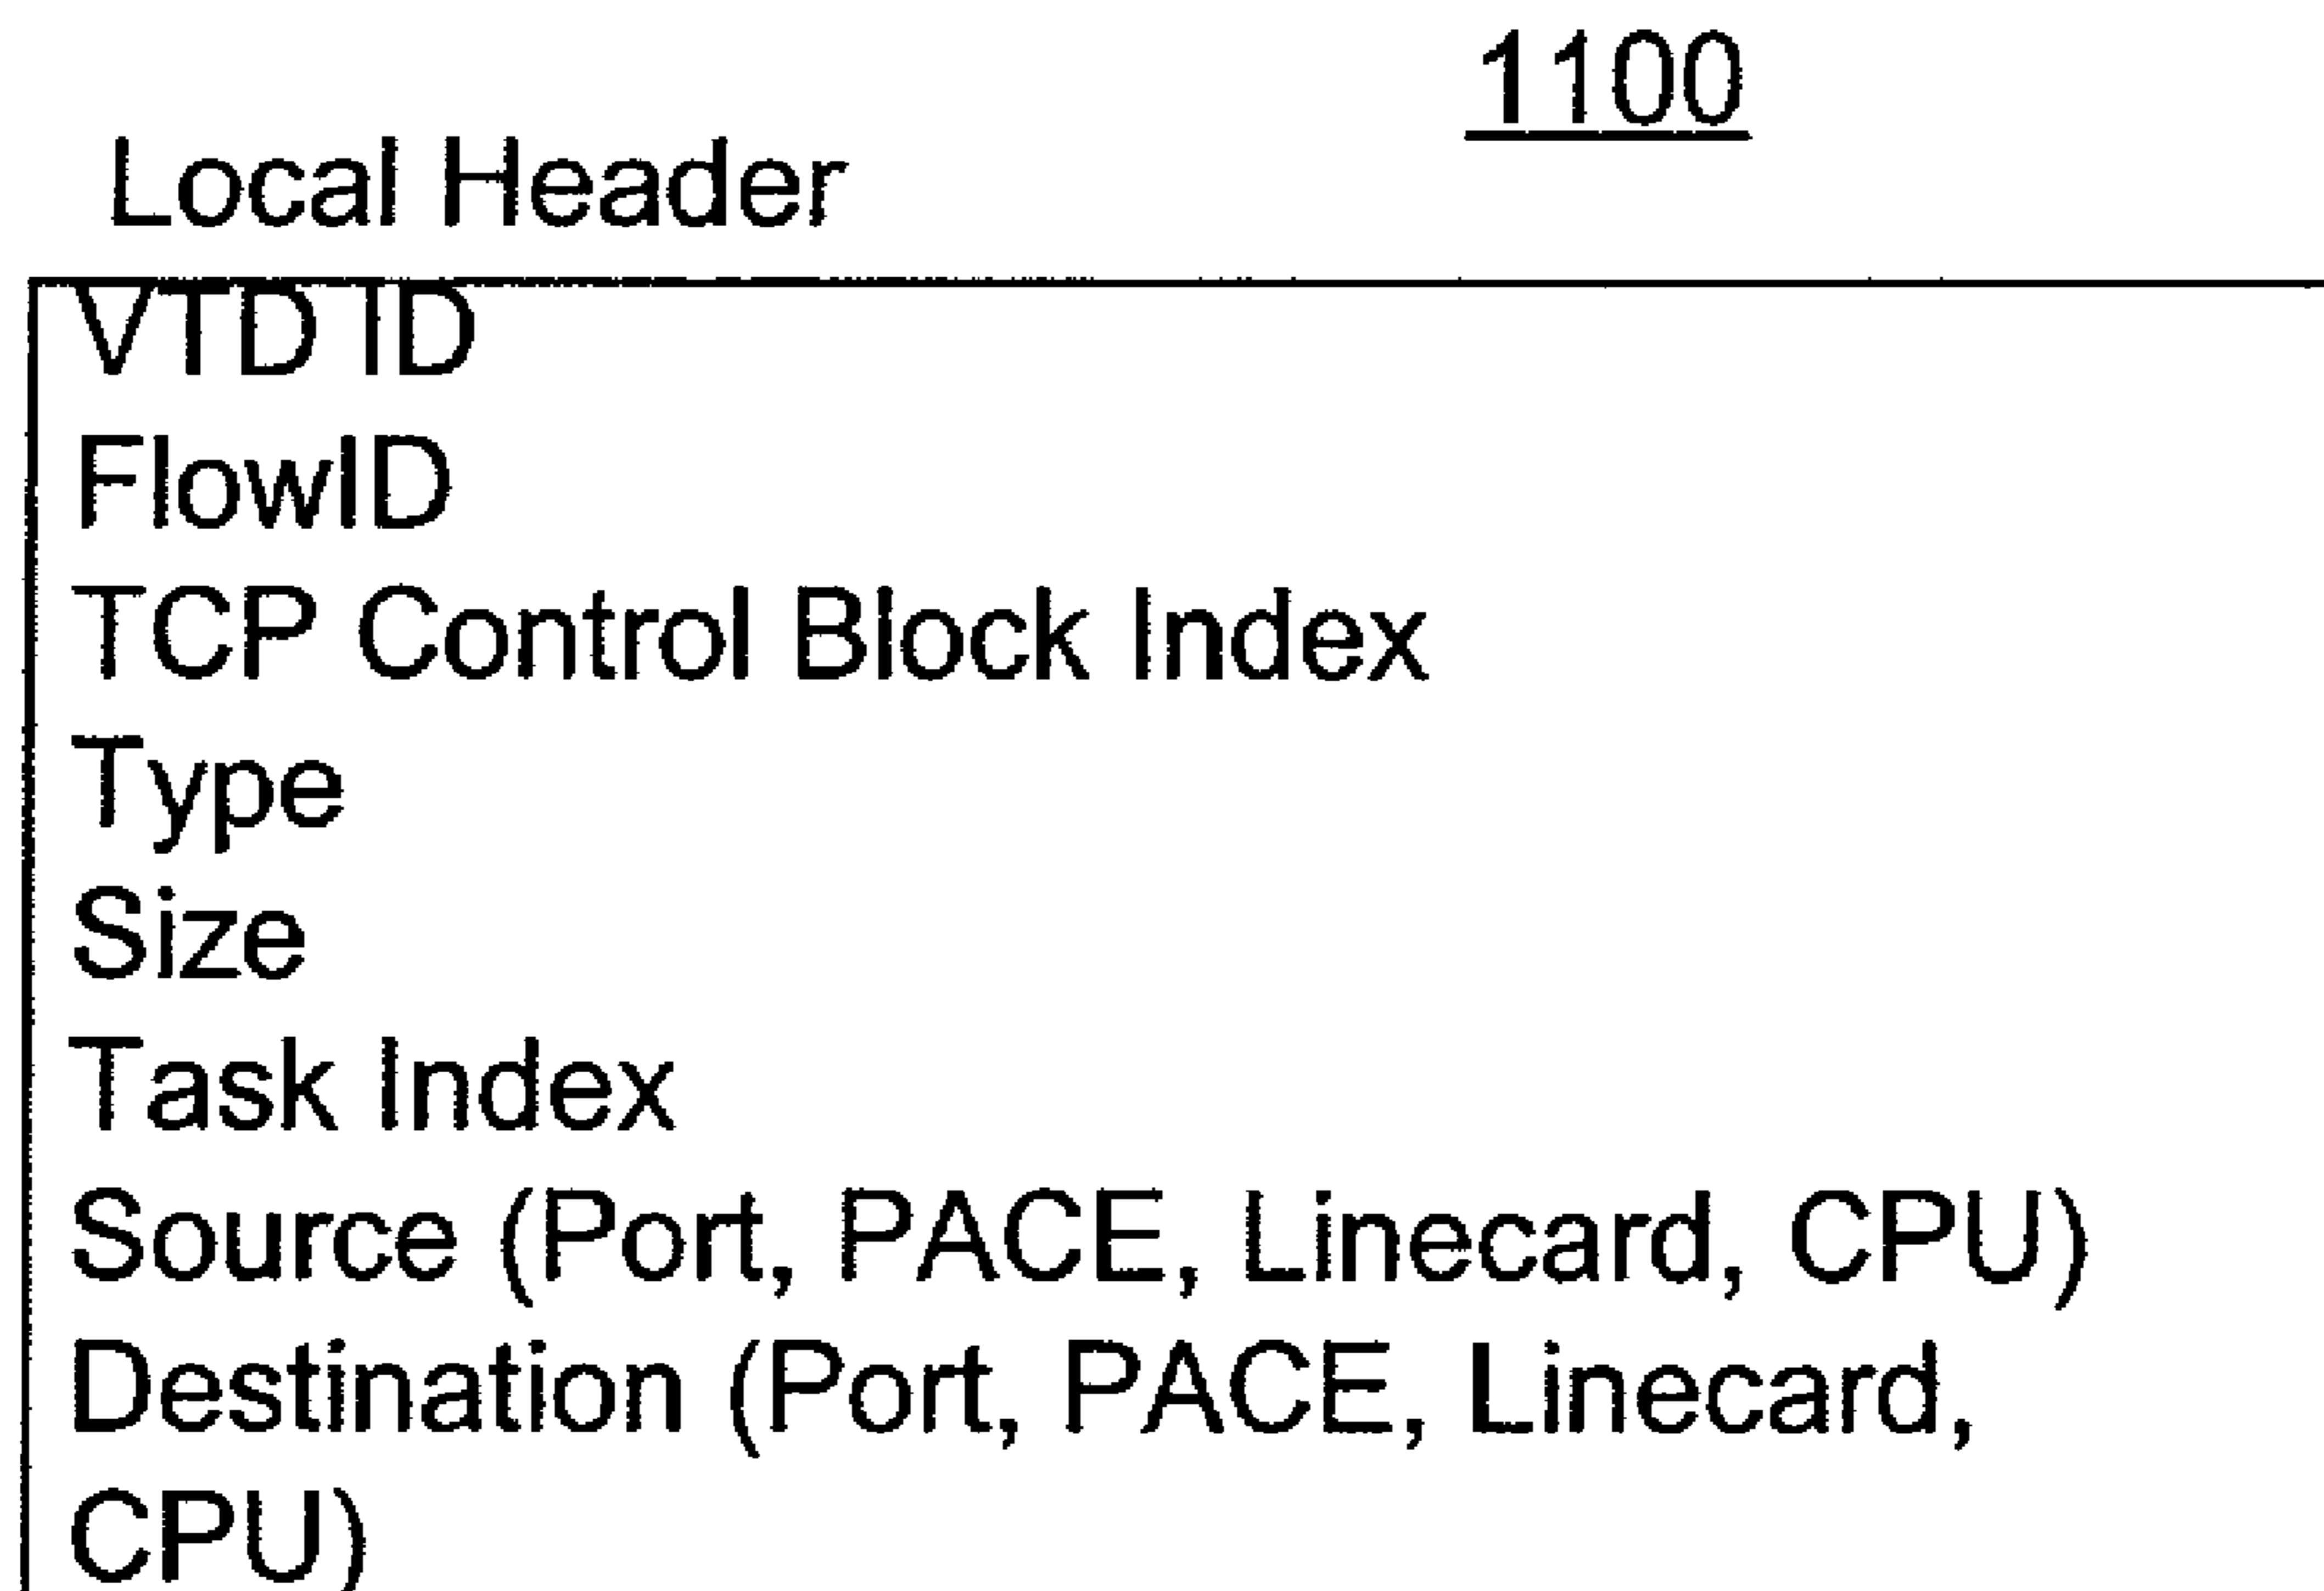 1100
Local Header
VTD ID
FlowID
TCP Control Block Index
Type
Size
Task Index
Source (Port, PACE, Linecard, CPU)
Destination (Port, PACE, Linecard,
CPU)